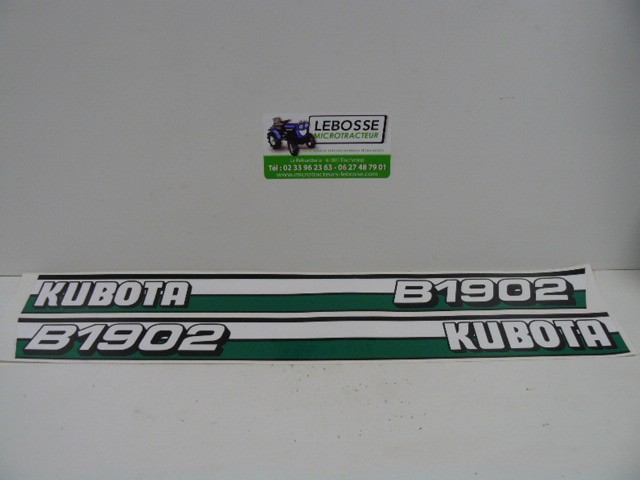 LEBOSSE
MICROTRACTEUR
Tél : 02 33 96 23 63 - 06 27 48 79 01
www.microtracteurs-lebosse.com
KUBOTA B1902
B1902 KUBOTA